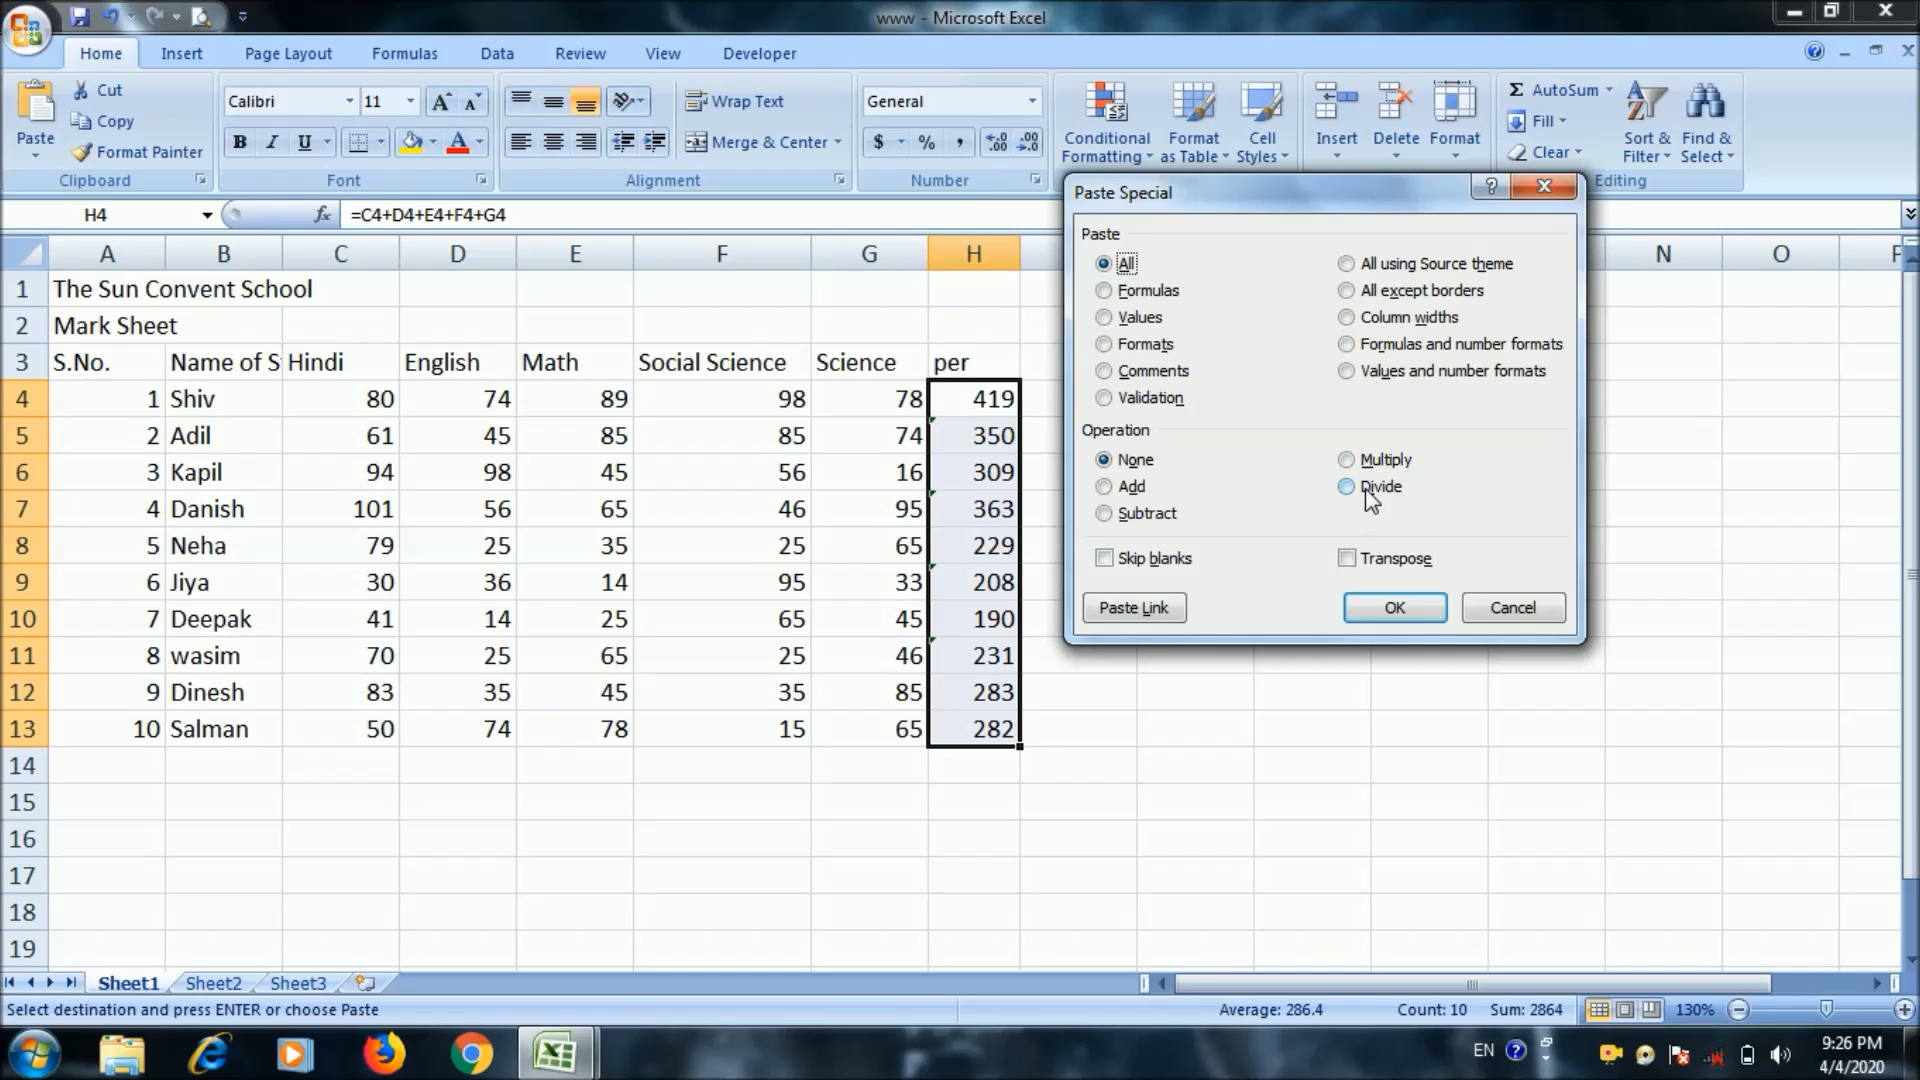 www - Microsoft Excel
Home Insert Page Layout Formulas Data Review View Developer
Paste
Cut
Copy
Format Painter
Clipboard
Calibri 11 A A
B I U A
Font
Wrap Text
Merge & Center
Alignment
General
$ % ,
Number
Conditional Formatting
Format as Table
Cell Styles
Insert
Delete
Format
Σ AutoSum
Fill
Clear
Sort & Filter
Find & Select
Editing
H4 fx =C4+D4+E4+F4+G4
A B C D E F G H N O P
1 The Sun Convent School
2 Mark Sheet
3 S.No. Name of S Hindi English Math Social Science Science per
4 1 Shiv 80 74 89 98 78 419
5 2 Adil 61 45 85 85 74 350
6 3 Kapil 94 98 45 56 16 309
7 4 Danish 101 56 65 46 95 363
8 5 Neha 79 25 35 25 65 229
9 6 Jiya 30 36 14 95 33 208
10 7 Deepak 41 14 25 65 45 190
11 8 wasim 70 25 65 25 46 231
12 9 Dinesh 83 35 45 35 85 283
13 10 Salman 50 74 78 15 65 282
14
15
16
17
18
19
Paste Special
Paste
All All using Source theme
Formulas All except borders
Values Column widths
Formats Formulas and number formats
Comments Values and number formats
Validation
Operation
None Multiply
Add Divide
Subtract
Skip blanks Transpose
Paste Link OK Cancel
Sheet1 Sheet2 Sheet3
Select destination and press ENTER or choose Paste Average: 286.4 Count: 10 Sum: 2864 130%
EN 9:26 PM
4/4/2020